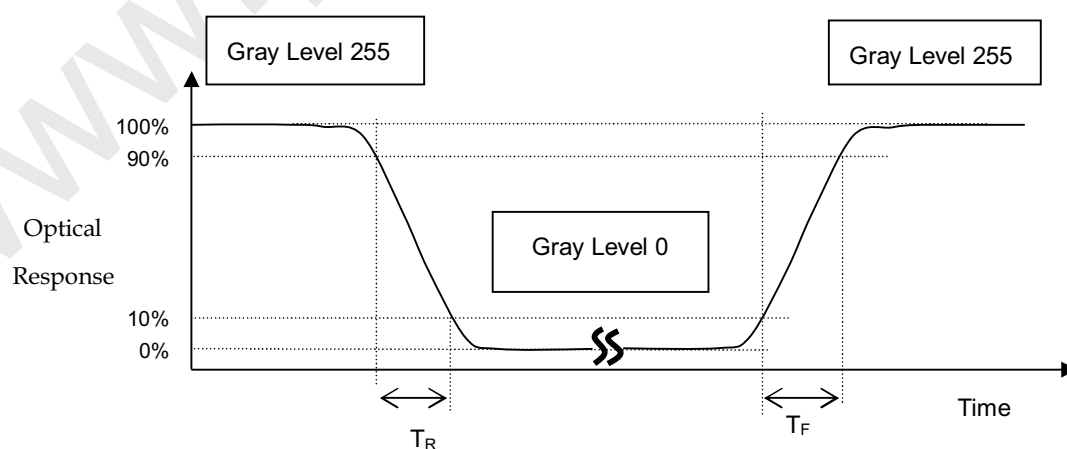 Gray Level 255
Gray Level 255
100%
90%
Optical
Response
Gray Level 0
10%
0%
Time
TR
TF